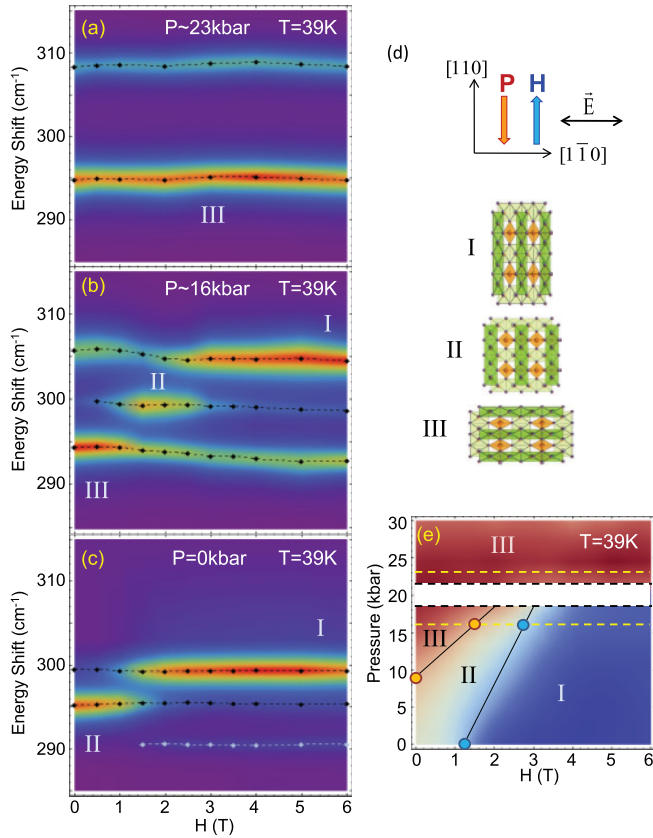 (a) P~23kbar T=39K
310
300
295
290
Energy Shift (cm⁻¹)
III
(b) P~16kbar T=39K
310
300
290
Energy Shift (cm⁻¹)
I
II
III
(c) P=0kbar T=39K
310
300
290
Energy Shift (cm⁻¹)
I
II
0 1 2 3 4 5 6
H (T)
(d)
[110]
P H
E⃗
[11̄0]
I
II
III
(e) III T=39K
30
25
20
15
10
5
0
Pressure (kbar)
III
II
I
0 1 2 3 4 5 6
H (T)